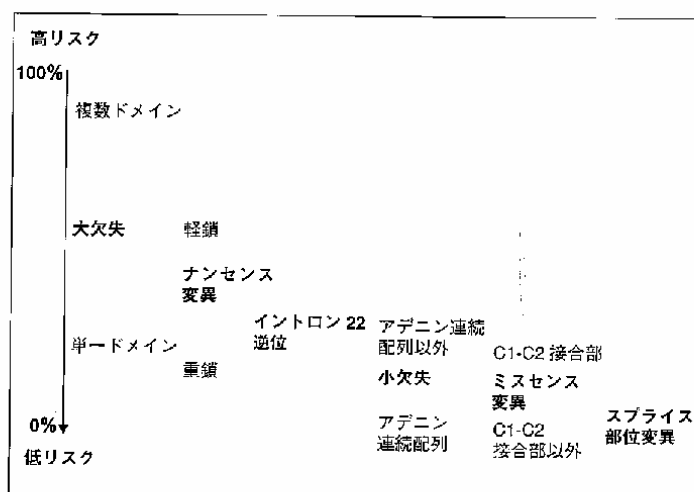 高リスク
100%
複数ドメイン
大欠失
軽鎖
ナンセンス
変異
イントロン 22
逆位
アデニン連続
配列以外
単一ドメイン
C1-C2 接合部
重鎖
小欠失
ミスセンス
変異
アデニン
連続配列
C1-C2
接合部以外
スプライス
部位変異
0%
低リスク